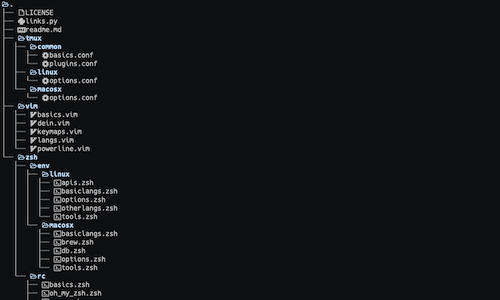 .
LICENSE
links.py
readme.md
tmux
common
basics.conf
plugins.conf
linux
options.conf
macosx
options.conf
vim
basics.vim
dein.vim
keymaps.vim
langs.vim
powerline.vim
zsh
env
linux
apis.zsh
basiclangs.zsh
options.zsh
otherlangs.zsh
tools.zsh
macosx
basiclangs.zsh
brew.zsh
db.zsh
options.zsh
tools.zsh
rc
basics.zsh
oh_my_zsh.zsh